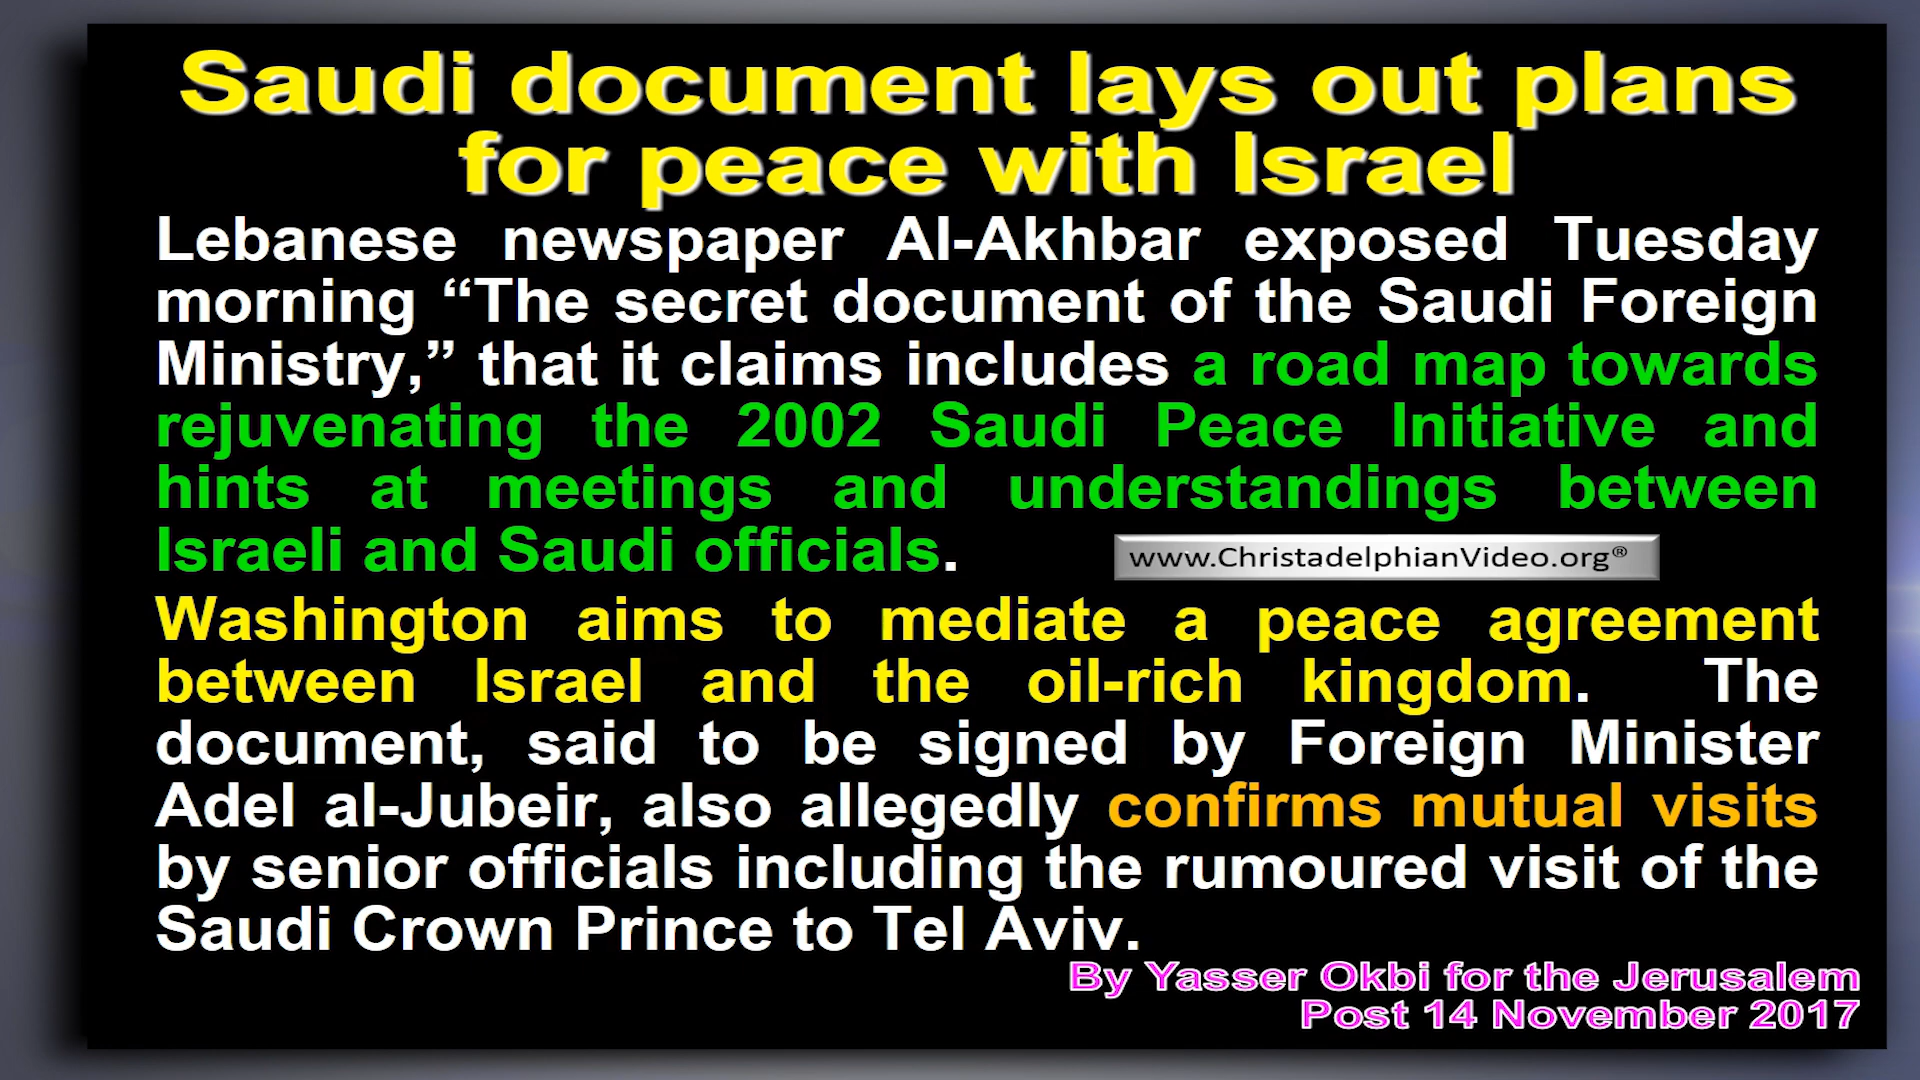 Saudi document lays out plans
for peace with Israel
Lebanese newspaper Al-Akhbar exposed Tuesday
morning “The secret document of the Saudi Foreign
Ministry,” that it claims includes a road map towards
rejuvenating the 2002 Saudi Peace Initiative and
hints at meetings and understandings between
Israeli and Saudi officials.
www.ChristadelphianVideo.org®
Washington aims to mediate a peace agreement
between Israel and the oil-rich kingdom. The
document, said to be signed by Foreign Minister
Adel al-Jubeir, also allegedly confirms mutual visits
by senior officials including the rumoured visit of the
Saudi Crown Prince to Tel Aviv.
By Yasser Okbi for the Jerusalem
Post 14 November 2017